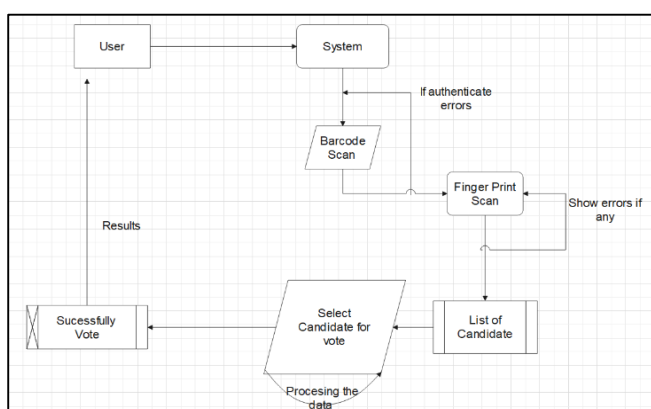 User
System
If authenticate
errors
Barcode
Scan
Finger Print
Scan
Show errors if
any
Results
Sucessfully
Vote
Select
Candidate for
vote
List of
Candidate
Procesing the
data